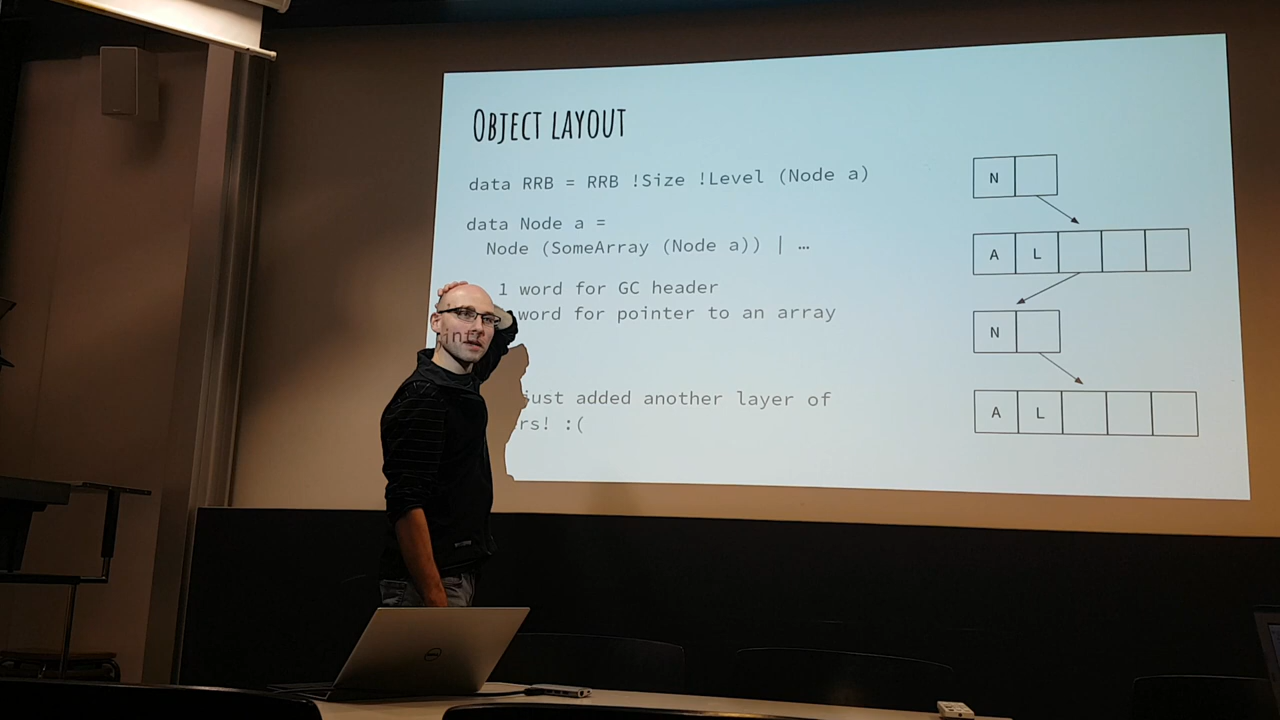 OBJECT LAYOUT
data RRB = RRB !Size !Level (Node a)
data Node a =
Node (SomeArray (Node a)) | …
1 word for GC header
word for pointer to an array
just added another layer of
rs! :(
N
A L
N
A L
DELL